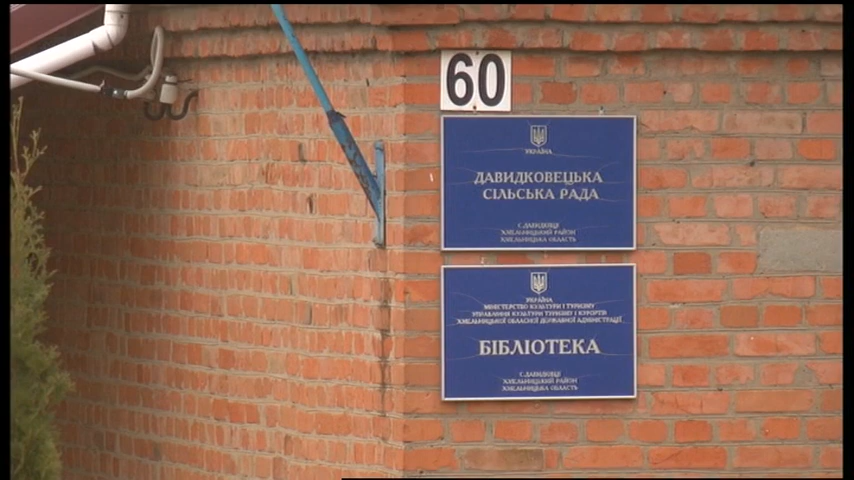 60
УКРАЇНА
ДАВИДКОВЕЦЬКА
СІЛЬСЬКА РАДА
С.ДАВИДКІВЦІ
ХМЕЛЬНИЦЬКИЙ РАЙОН
ХМЕЛЬНИЦЬКА ОБЛАСТЬ
УКРАЇНА
МІНІСТЕРСТВО КУЛЬТУРИ І ТУРИЗМУ
УПРАВЛІННЯ КУЛЬТУРИ ТУРИЗМУ І КУРОРТІВ
ХМЕЛЬНИЦЬКОЇ ОБЛАСНОЇ ДЕРЖАВНОЇ АДМІНІСТРАЦІЇ
БІБЛІОТЕКА
С.ДАВИДКІВЦІ
ХМЕЛЬНИЦЬКИЙ РАЙОН
ХМЕЛЬНИЦЬКА ОБЛАСТЬ